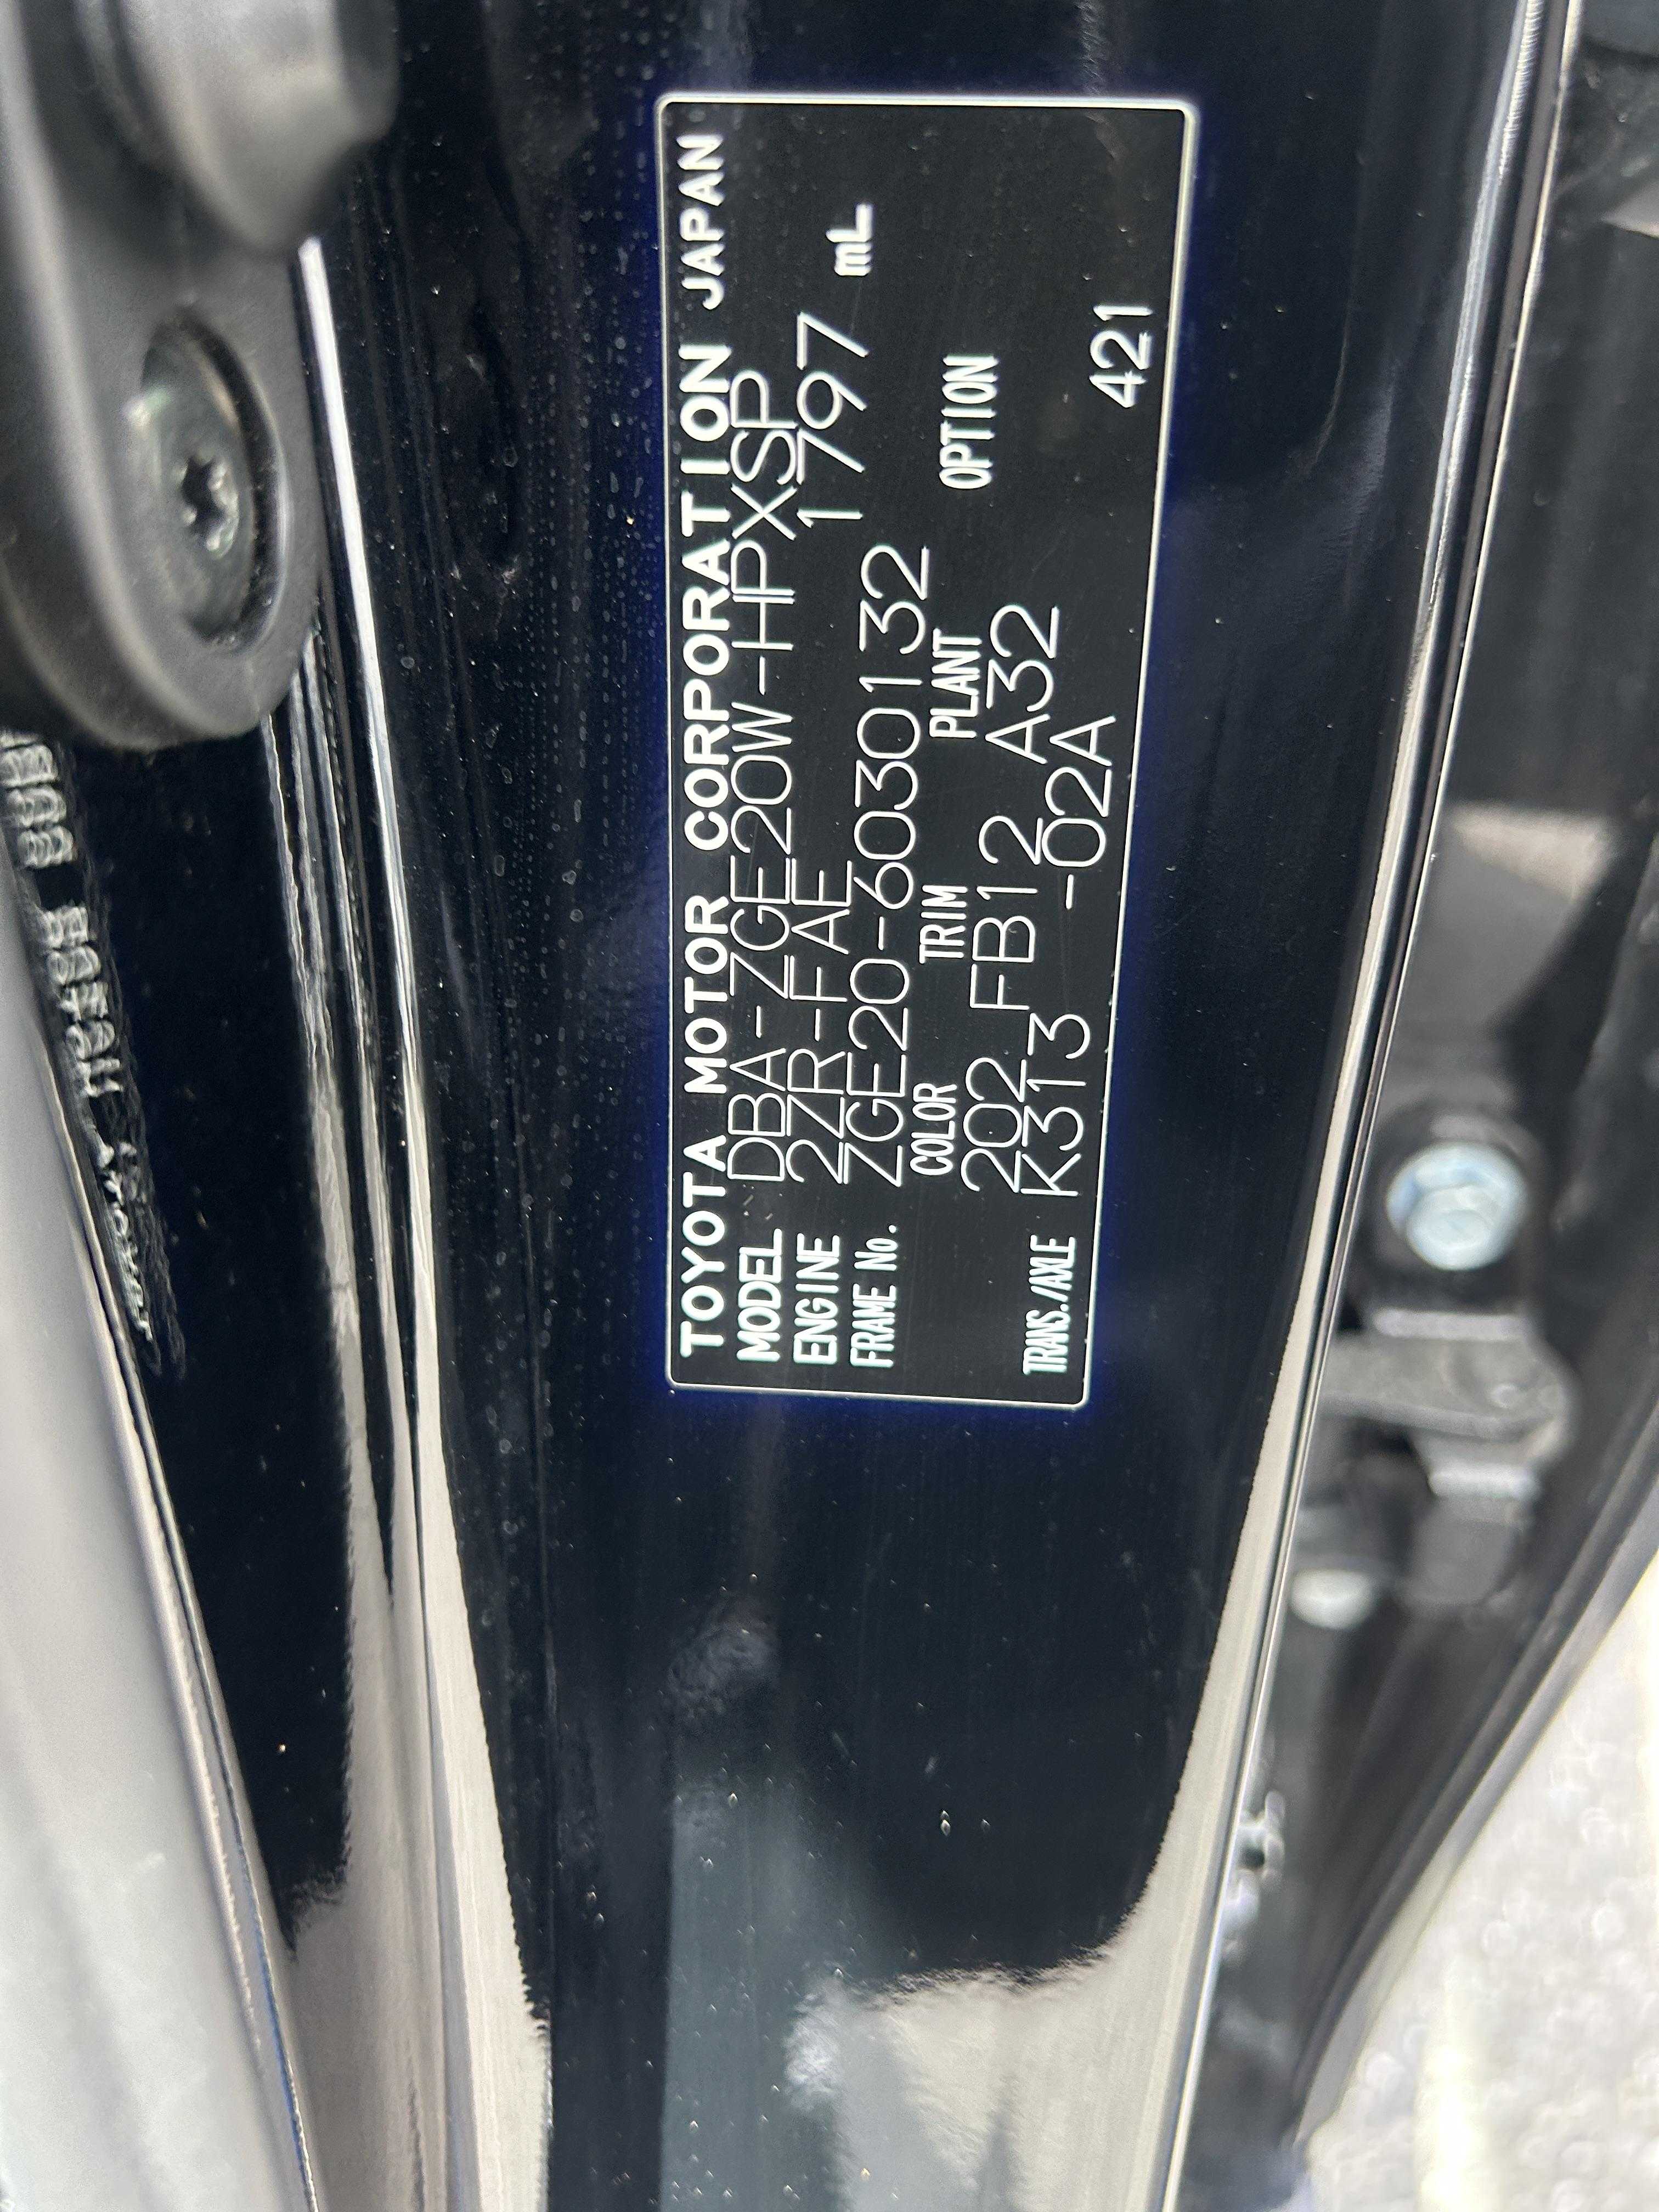 TOYOTA MOTOR CORPORATION JAPAN
MODEL DBA-ZGE20W-HPXSP
ENGINE 2ZR-FAE 1797 mL
FRAME No. ZGE20-6030132
COLOR TRIM PLANT OPTION
202 FB12 A32
TRANS./AXLE K313 -02A 421